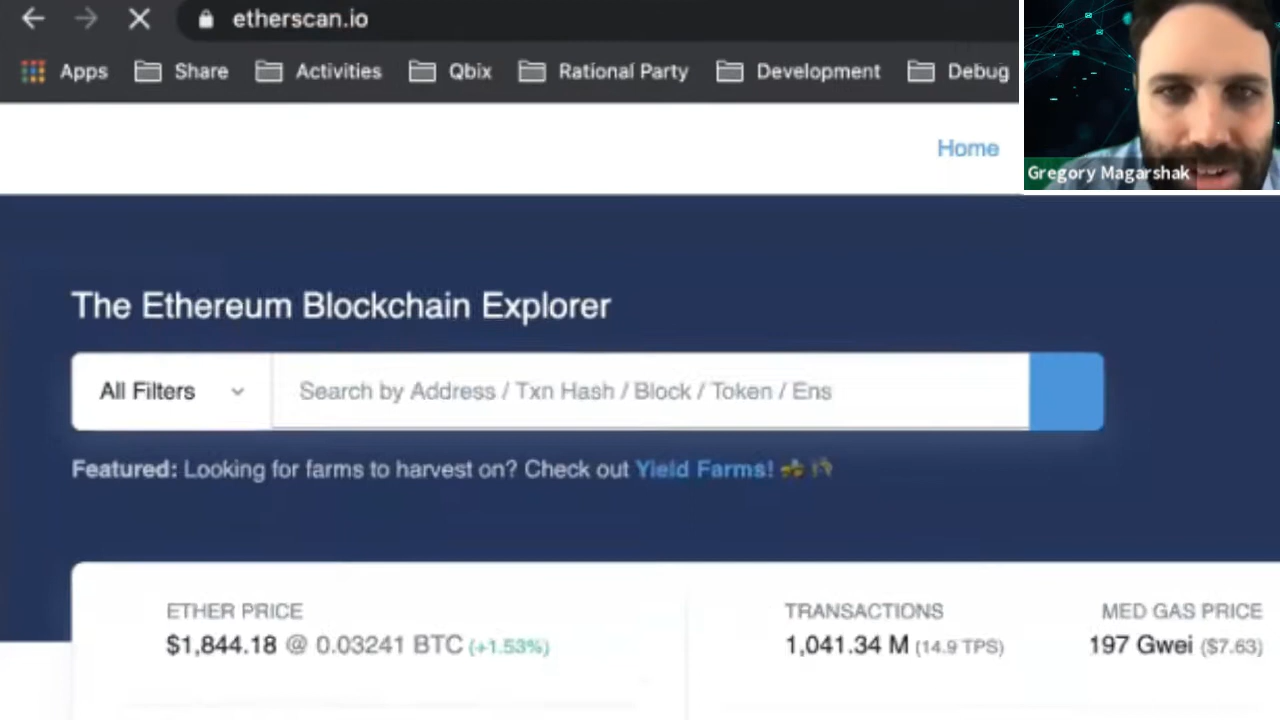 etherscan.io
Apps Share Activities Qbix Rational Party Development Debug
Home
Gregory Magarshak
The Ethereum Blockchain Explorer
All Filters Search by Address / Txn Hash / Block / Token / Ens
Featured: Looking for farms to harvest on? Check out Yield Farms!
ETHER PRICE TRANSACTIONS MED GAS PRICE
$1,844.18 @ 0.03241 BTC (+1.53%) 1,041.34 M (14.9 TPS) 197 Gwei ($7.63)